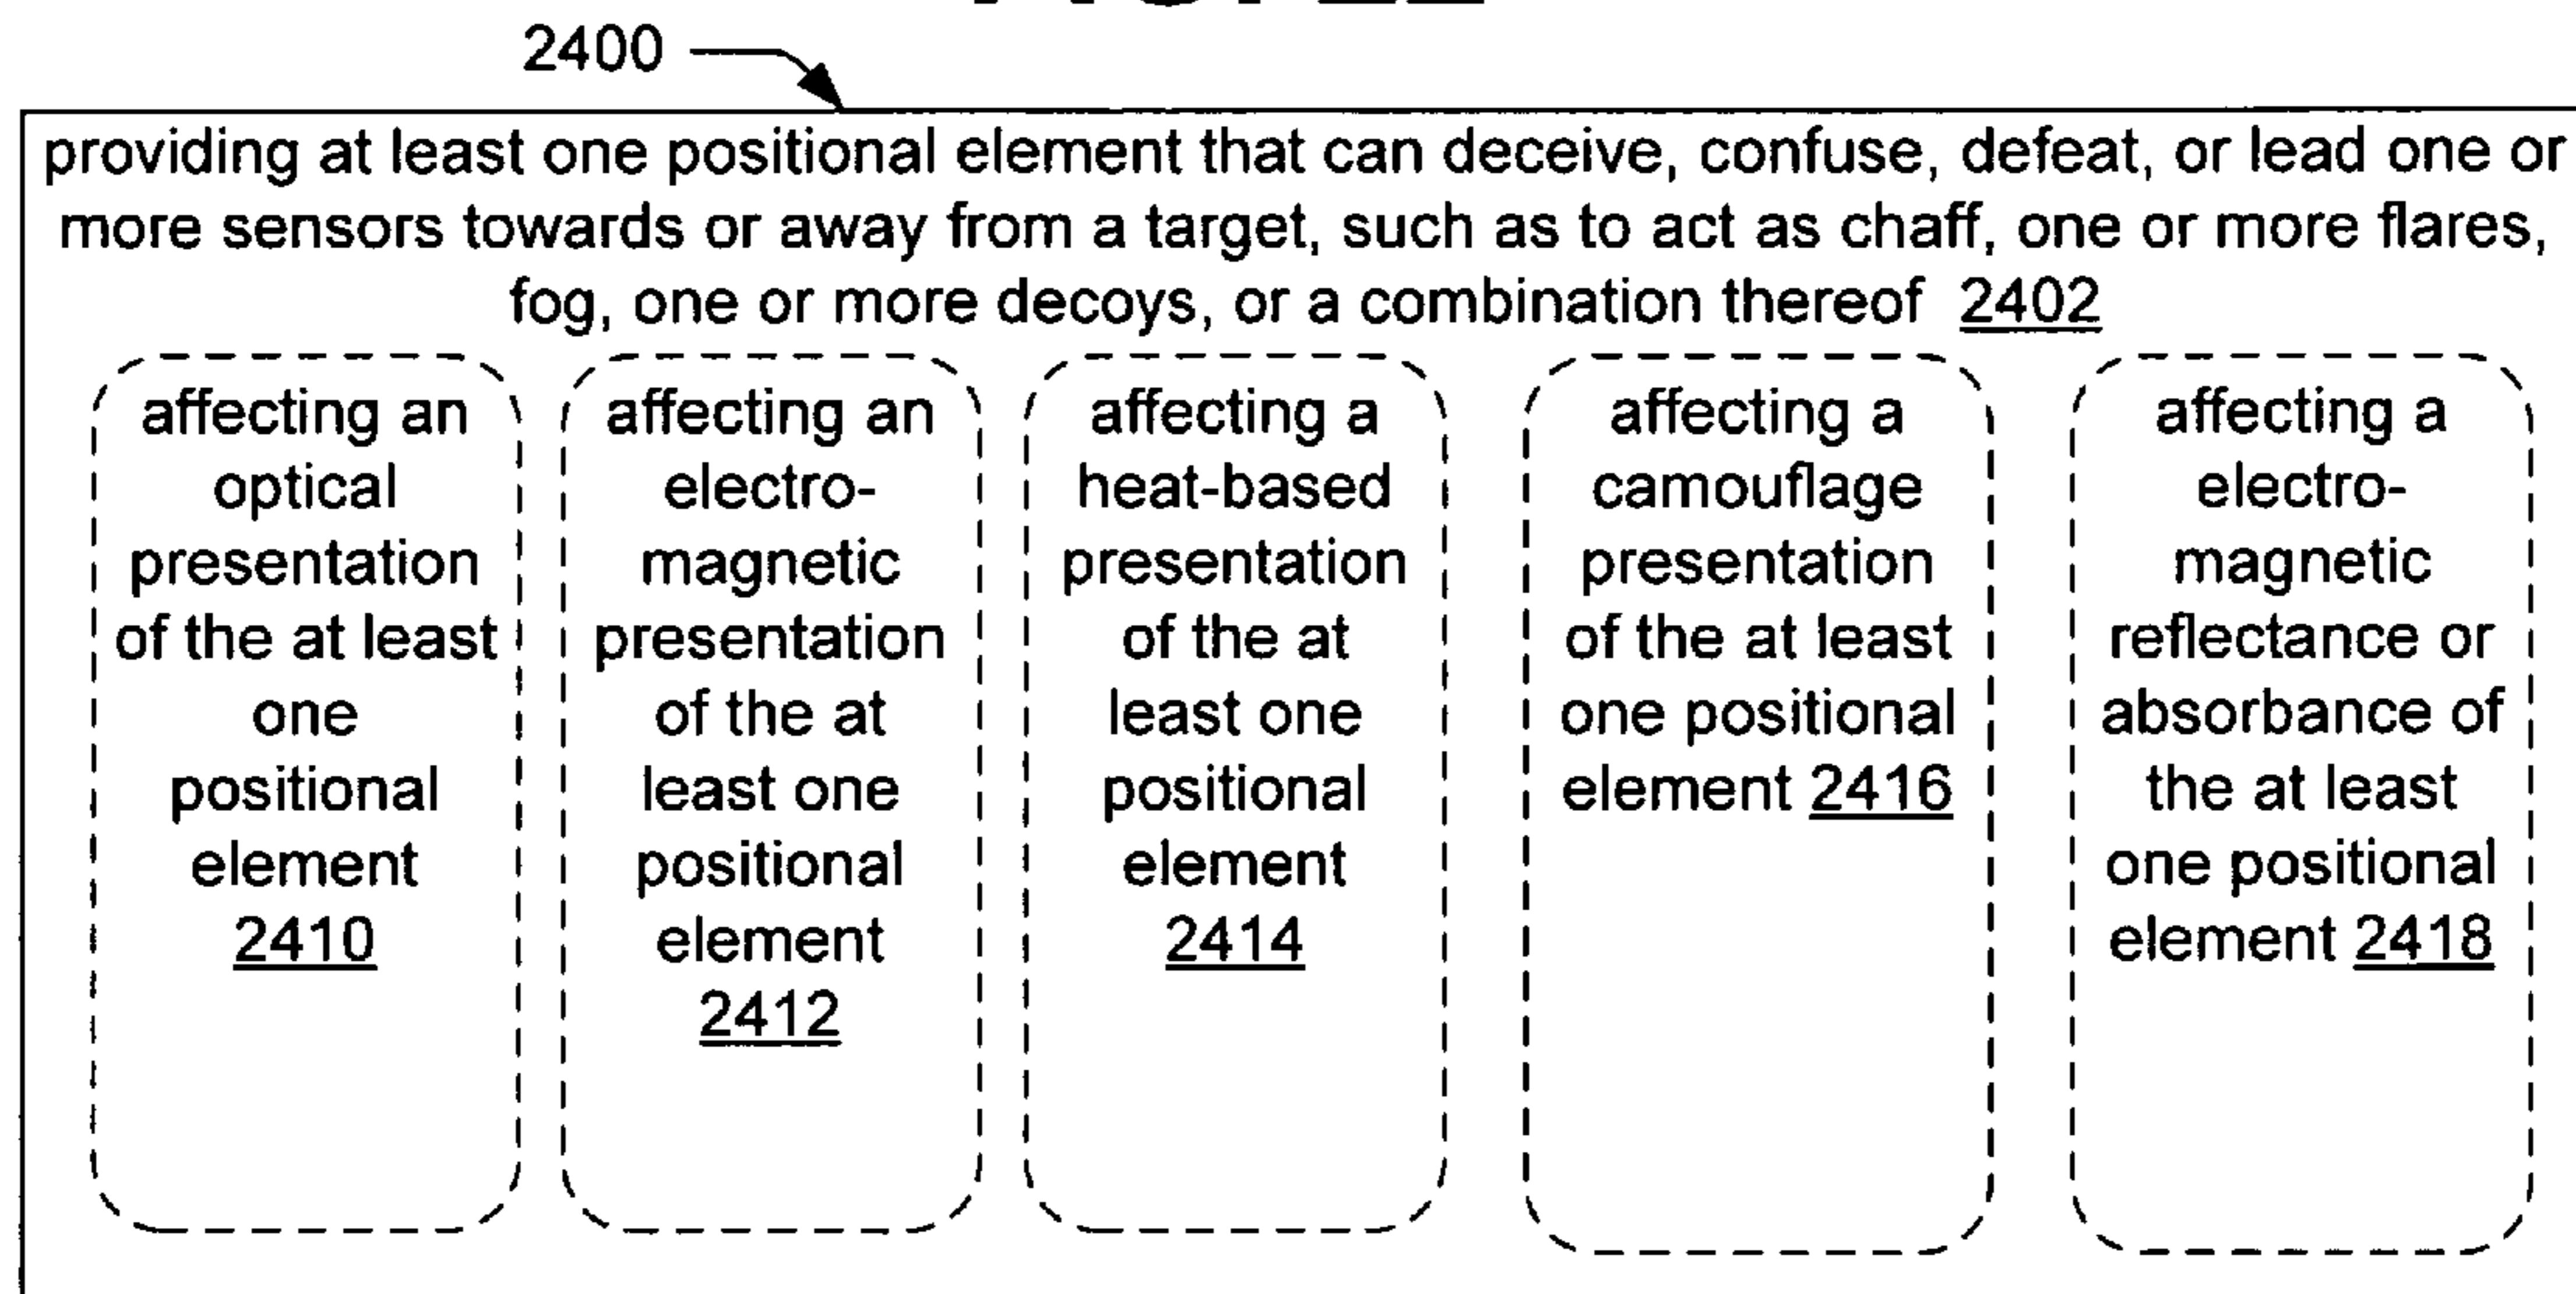 2400
providing at least one positional element that can deceive, confuse, defeat, or lead one or
more sensors towards or away from a target, such as to act as chaff, one or more flares,
fog, one or more decoys, or a combination thereof 2402
affecting an
optical
presentation
of the at least
one
positional
element
2410
affecting an
electro-
magnetic
presentation
of the at
least one
positional
element
2412
affecting a
heat-based
presentation
of the at
least one
positional
element
2414
affecting a
camouflage
presentation
of the at least
one positional
element 2416
affecting a
electro-
magnetic
reflectance or
absorbance of
the at least
one positional
element 2418